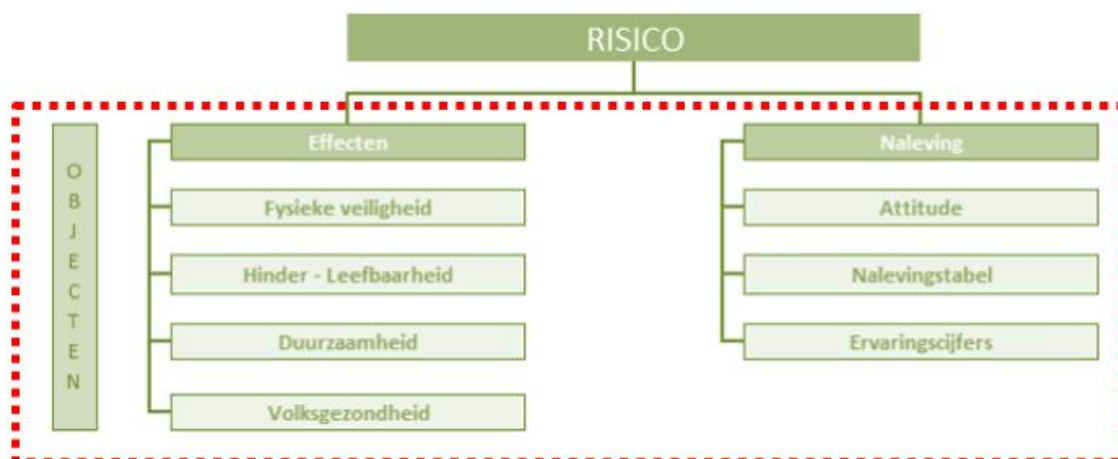 RISICO
OBJECTEN
Effecten
Fysieke veiligheid
Hinder - Leefbaarheid
Duurzaamheid
Volksgezondheid
Naleving
Attitude
Nalevingstabel
Ervaringscijfers